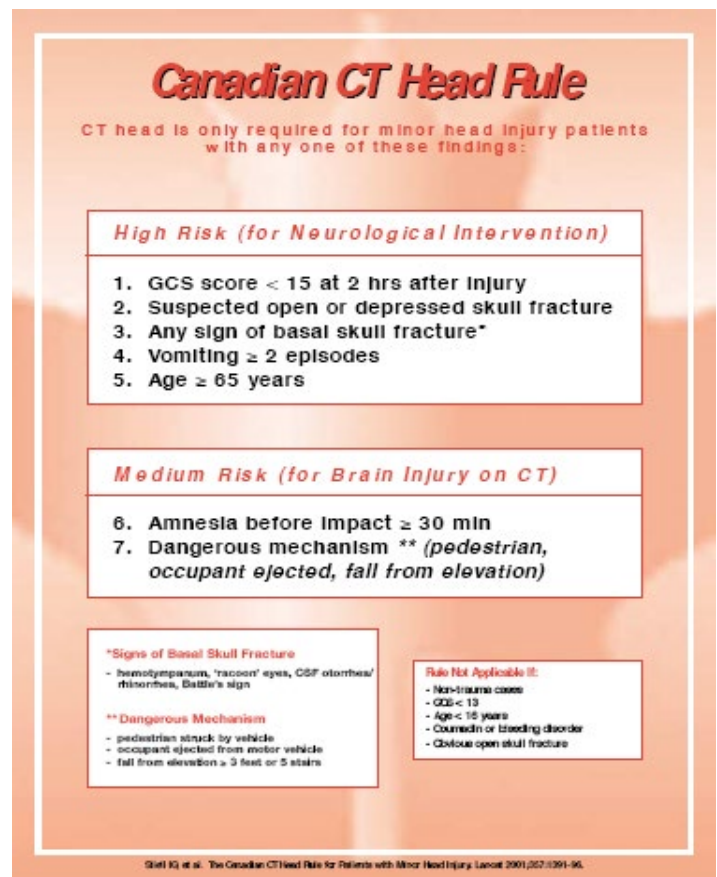 Canadian CT Head Rule
CT head is only required for minor head injury patients
with any one of these findings:
High Risk (for Neurological Intervention)
1. GCS score < 15 at 2 hrs after injury
2. Suspected open or depressed skull fracture
3. Any sign of basal skull fracture*
4. Vomiting ≥ 2 episodes
5. Age ≥ 65 years
Medium Risk (for Brain Injury on CT)
6. Amnesia before impact ≥ 30 min
7. Dangerous mechanism ** (pedestrian,
occupant ejected, fall from elevation)
*Signs of Basal Skull Fracture
- hemotympanum, 'racoon' eyes, CSF otorrhea/
rhinorrhea, Battle's sign
**Dangerous Mechanism
- pedestrian struck by vehicle
- occupant ejected from motor vehicle
- fall from elevation ≥ 3 feet or 5 stairs
Rule Not Applicable If:
- Non-trauma cases
- GCS < 13
- Age < 16 years
- Coumadin or bleeding disorder
- Obvious open skull fracture
Stiell IG, et al. The Canadian CT Head Rule for Patients with Minor Head Injury. Lancet 2001;357:1391-96.